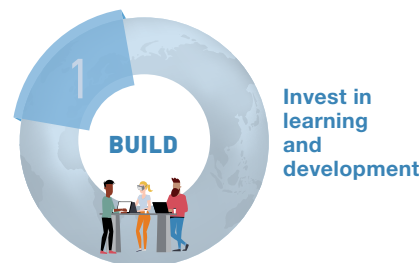 1
BUILD
Invest in
learning
and
development